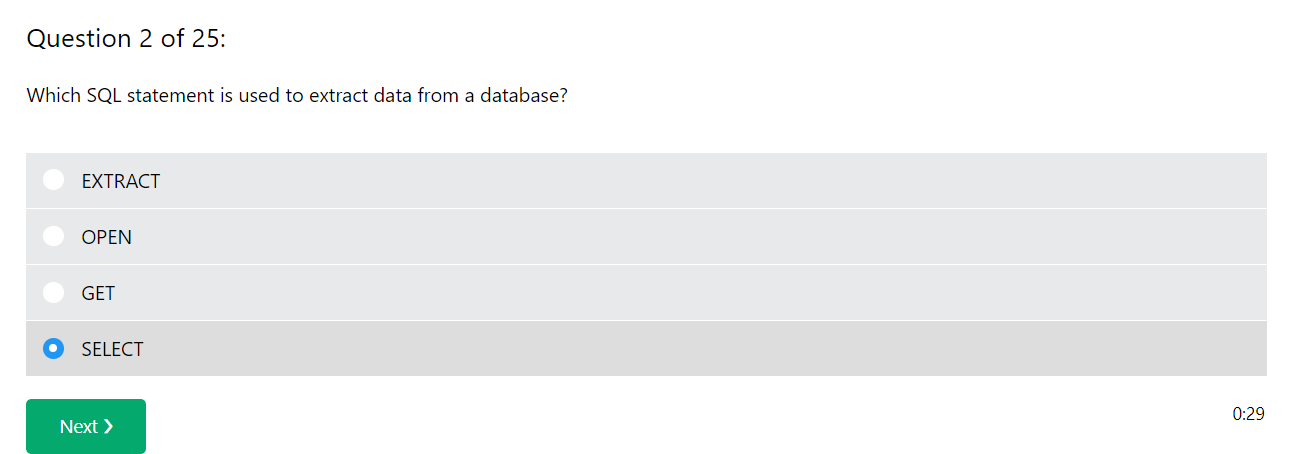 Question 2 of 25:
Which SQL statement is used to extract data from a database?
EXTRACT
OPEN
GET
SELECT
Next ❯
0:29